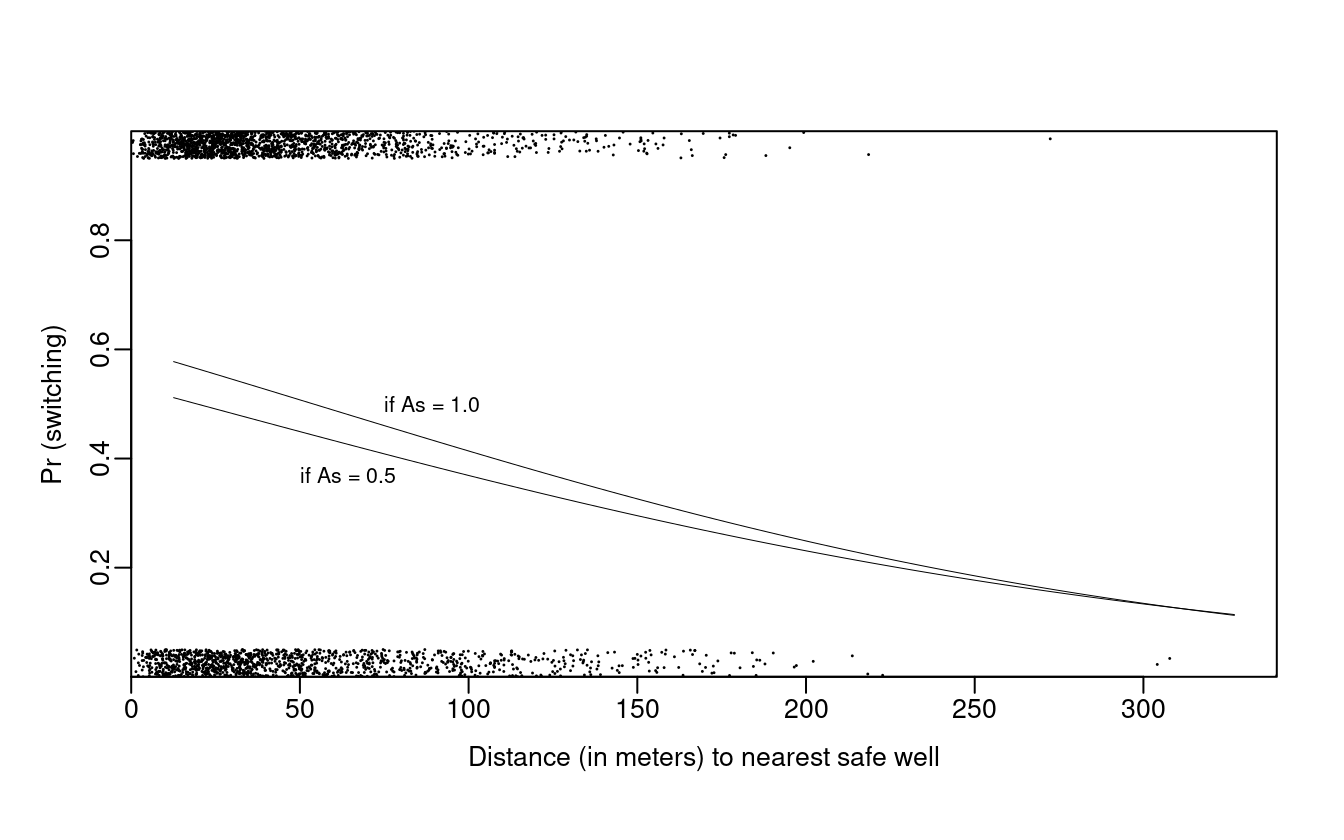 0.8
0.6
0.4
0.2
Pr (switching)
if As = 1.0
if As = 0.5
0 50 100 150 200 250 300
Distance (in meters) to nearest safe well